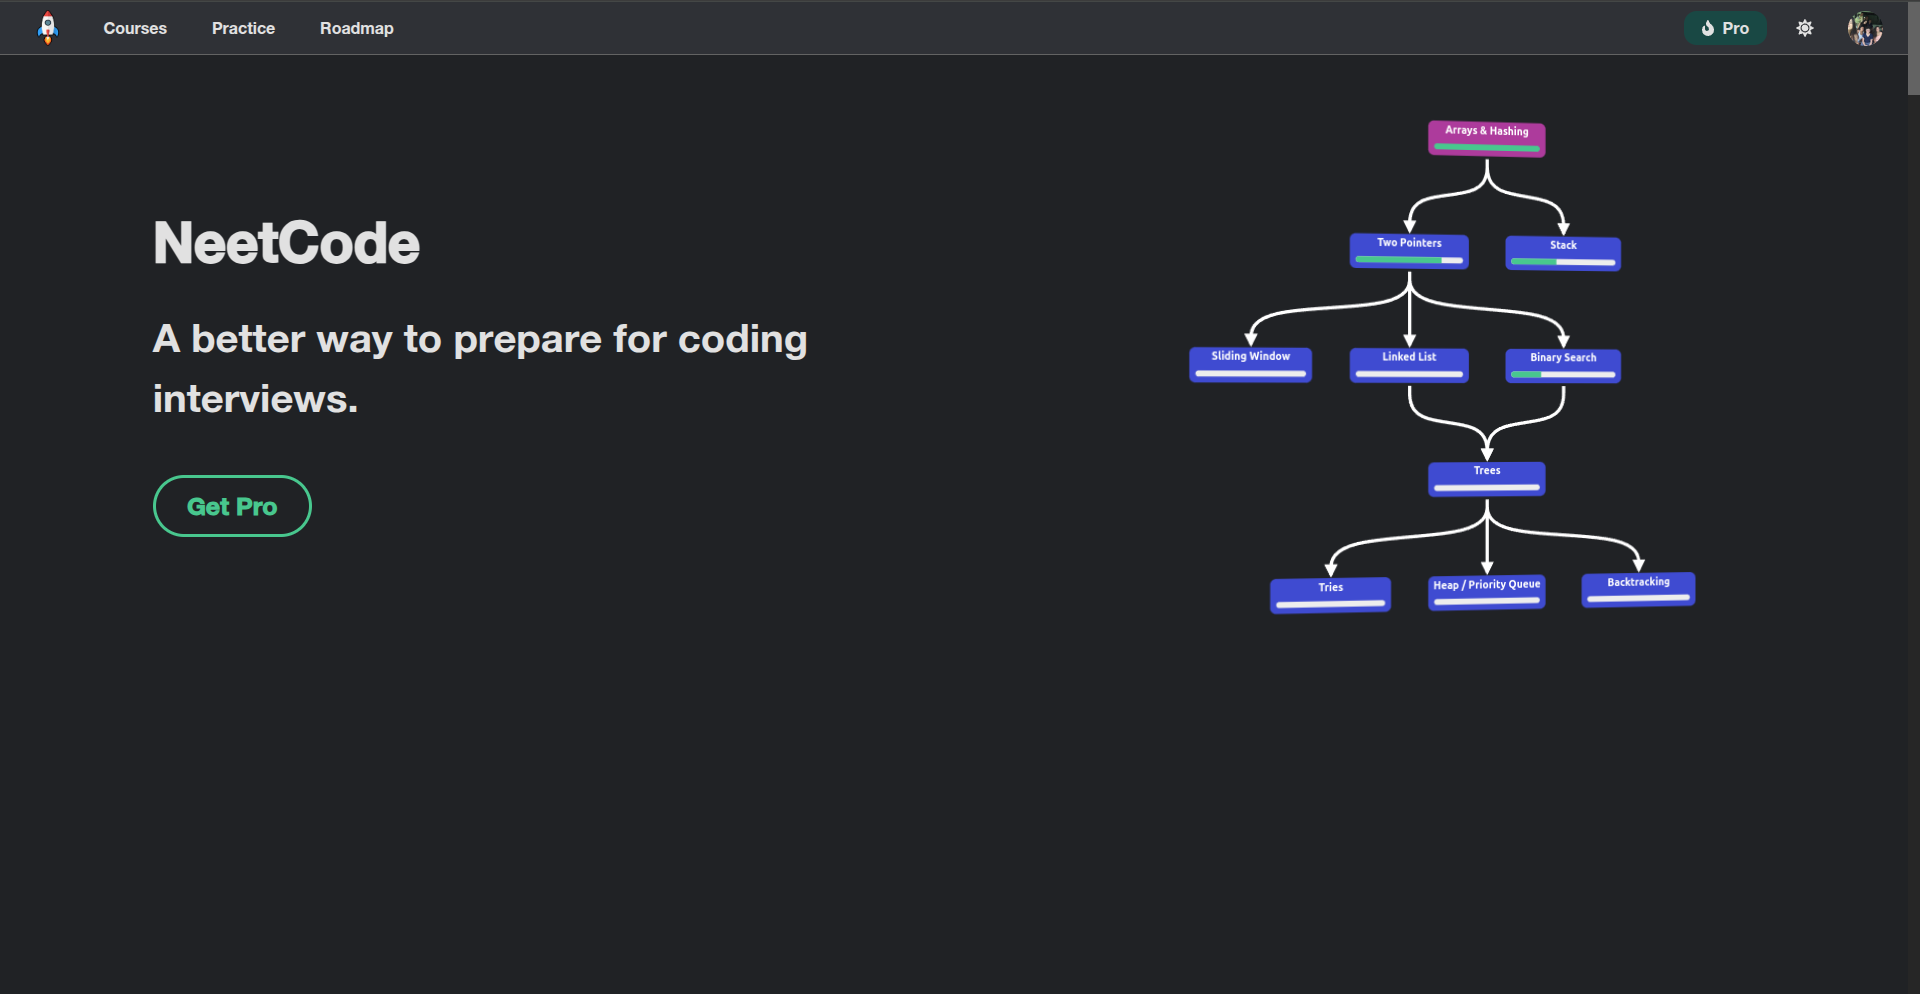 Courses
Practice
Roadmap
Pro
NeetCode
A better way to prepare for coding
interviews.
Get Pro
Arrays & Hashing
Two Pointers
Stack
Sliding Window
Linked List
Binary Search
Trees
Tries
Heap / Priority Queue
Backtracking